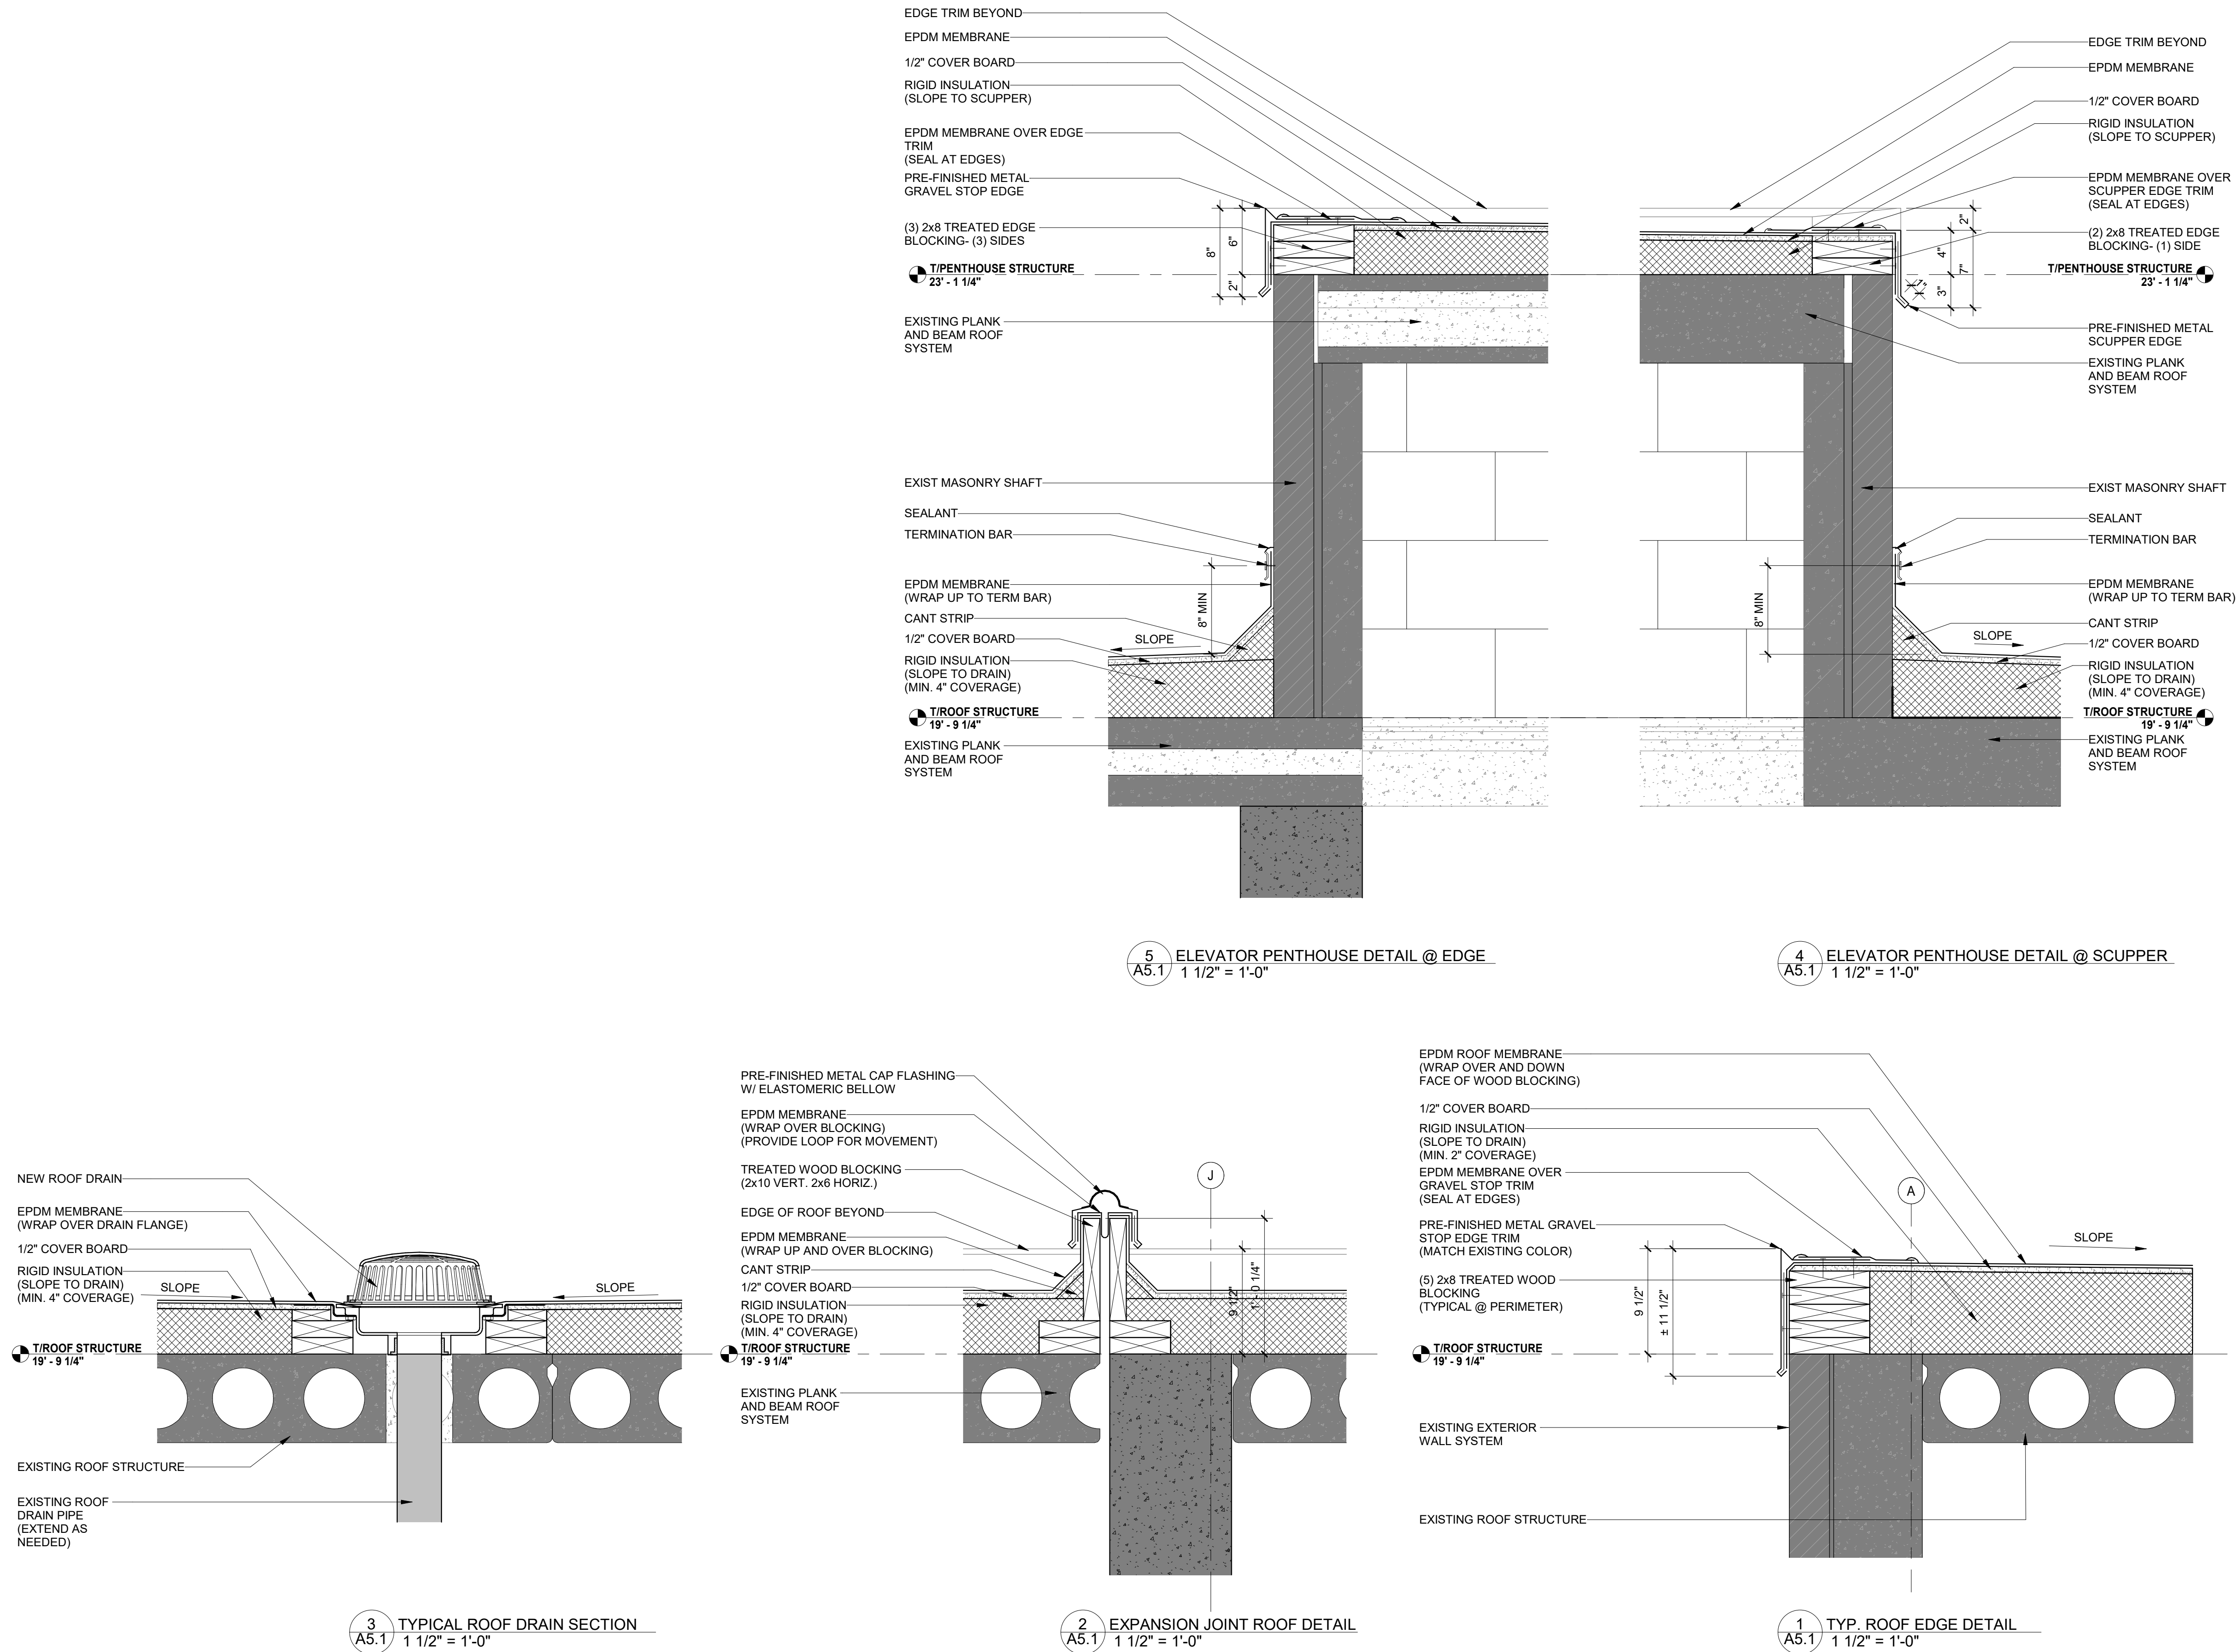 EDGE TRIM BEYOND
EPDM MEMBRANE
1/2" COVER BOARD
RIGID INSULATION
(SLOPE TO SCUPPER)
EPDM MEMBRANE OVER EDGE
TRIM
(SEAL AT EDGES)
PRE-FINISHED METAL
GRAVEL STOP EDGE
(3) 2x8 TREATED EDGE
BLOCKING- (3) SIDES
T/PENTHOUSE STRUCTURE
23' - 1 1/4"
EXISTING PLANK
AND BEAM ROOF
SYSTEM
EXIST MASONRY SHAFT
SEALANT
TERMINATION BAR
EPDM MEMBRANE
(WRAP UP TO TERM BAR)
CANT STRIP
1/2" COVER BOARD
RIGID INSULATION
(SLOPE TO DRAIN)
(MIN. 4" COVERAGE)
T/ROOF STRUCTURE
19' - 9 1/4"
EXISTING PLANK
AND BEAM ROOF
SYSTEM
8"
6"
2"
8" MIN
SLOPE
5
A5.1
ELEVATOR PENTHOUSE DETAIL @ EDGE
1 1/2" = 1'-0"
EDGE TRIM BEYOND
EPDM MEMBRANE
1/2" COVER BOARD
RIGID INSULATION
(SLOPE TO SCUPPER)
EPDM MEMBRANE OVER
SCUPPER EDGE TRIM
(SEAL AT EDGES)
(2) 2x8 TREATED EDGE
BLOCKING- (1) SIDE
T/PENTHOUSE STRUCTURE
23' - 1 1/4"
PRE-FINISHED METAL
SCUPPER EDGE
EXISTING PLANK
AND BEAM ROOF
SYSTEM
EXIST MASONRY SHAFT
SEALANT
TERMINATION BAR
EPDM MEMBRANE
(WRAP UP TO TERM BAR)
CANT STRIP
1/2" COVER BOARD
RIGID INSULATION
(SLOPE TO DRAIN)
(MIN. 4" COVERAGE)
T/ROOF STRUCTURE
19' - 9 1/4"
EXISTING PLANK
AND BEAM ROOF
SYSTEM
2"
4"
7"
3"
1"
8" MIN
SLOPE
4
A5.1
ELEVATOR PENTHOUSE DETAIL @ SCUPPER
1 1/2" = 1'-0"
NEW ROOF DRAIN
EPDM MEMBRANE
(WRAP OVER DRAIN FLANGE)
1/2" COVER BOARD
RIGID INSULATION
(SLOPE TO DRAIN)
(MIN. 4" COVERAGE)
SLOPE
SLOPE
T/ROOF STRUCTURE
19' - 9 1/4"
EXISTING ROOF STRUCTURE
EXISTING ROOF
DRAIN PIPE
(EXTEND AS
NEEDED)
3
A5.1
TYPICAL ROOF DRAIN SECTION
1 1/2" = 1'-0"
PRE-FINISHED METAL CAP FLASHING
W/ ELASTOMERIC BELLOW
EPDM MEMBRANE
(WRAP OVER BLOCKING)
(PROVIDE LOOP FOR MOVEMENT)
TREATED WOOD BLOCKING
(2x10 VERT. 2x6 HORIZ.)
EDGE OF ROOF BEYOND
EPDM MEMBRANE
(WRAP UP AND OVER BLOCKING)
CANT STRIP
1/2" COVER BOARD
RIGID INSULATION
(SLOPE TO DRAIN)
(MIN. 4" COVERAGE)
T/ROOF STRUCTURE
19' - 9 1/4"
EXISTING PLANK
AND BEAM ROOF
SYSTEM
J
9 1/2"
1' - 0 1/4"
2
A5.1
EXPANSION JOINT ROOF DETAIL
1 1/2" = 1'-0"
EPDM ROOF MEMBRANE
(WRAP OVER AND DOWN
FACE OF WOOD BLOCKING)
1/2" COVER BOARD
RIGID INSULATION
(SLOPE TO DRAIN)
(MIN. 2" COVERAGE)
EPDM MEMBRANE OVER
GRAVEL STOP TRIM
(SEAL AT EDGES)
PRE-FINISHED METAL GRAVEL
STOP EDGE TRIM
(MATCH EXISTING COLOR)
(5) 2x8 TREATED WOOD
BLOCKING
(TYPICAL @ PERIMETER)
T/ROOF STRUCTURE
19' - 9 1/4"
EXISTING EXTERIOR
WALL SYSTEM
EXISTING ROOF STRUCTURE
9 1/2"
± 11 1/2"
A
SLOPE
1
A5.1
TYP. ROOF EDGE DETAIL
1 1/2" = 1'-0"